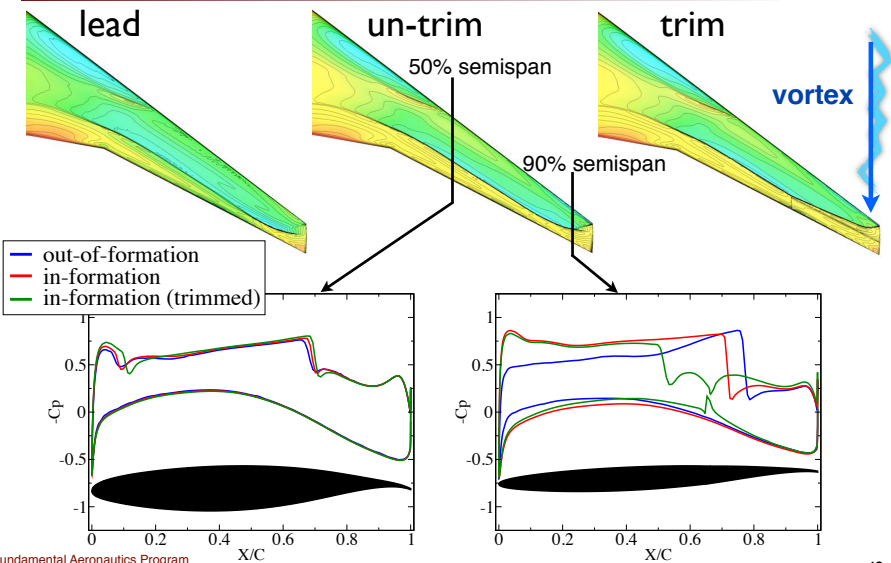 lead
un-trim
trim
50% semispan
vortex
90% semispan
out-of-formation
in-formation
in-formation (trimmed)
1
0.5
0
-0.5
-1
-Cp
0
0.2
0.4
0.6
0.8
1
X/C
1
0.5
0
-0.5
-1
-Cp
0
0.2
0.4
0.6
0.8
1
X/C
undamental Aeronautics Program